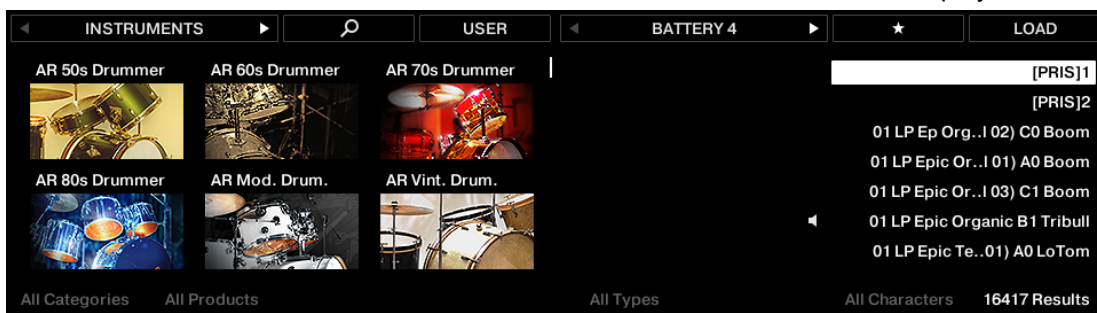 INSTRUMENTS
USER
BATTERY 4
LOAD
AR 50s Drummer
AR 60s Drummer
AR 70s Drummer
AR 80s Drummer
AR Mod. Drum.
AR Vint. Drum.
[PRIS]1
[PRIS]2
01 LP Ep Org..l 02) C0 Boom
01 LP Epic Or..l 01) A0 Boom
01 LP Epic Or..l 03) C1 Boom
01 LP Epic Organic B1 Tribull
01 LP Epic Te..01) A0 LoTom
All Categories
All Products
All Types
All Characters
16417 Results